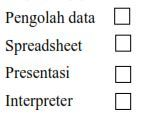 Pengolah data
Spreadsheet
Presentasi
Interpreter